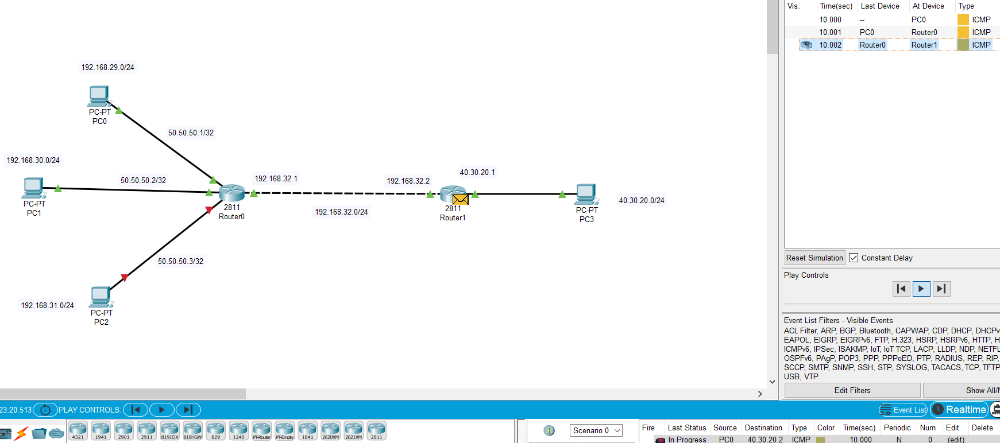 Vis. Time(sec) Last Device At Device Type
10.000 -- PC0 ICMP
10.001 PC0 Router0 ICMP
10.002 Router0 Router1 ICMP
192.168.29.0/24
PC-PT
PC0
50.50.50.1/32
192.168.30.0/24
50.50.50.2/32
PC-PT
PC1
192.168.32.1
2811
Router0
192.168.32.0/24
192.168.32.2
40.30.20.1
2811
Router1
PC-PT
PC3
40.30.20.0/24
50.50.50.3/32
192.168.31.0/24
PC-PT
PC2
Reset Simulation Constant Delay
Play Controls
Event List Filters - Visible Events
ACL Filter, ARP, BGP, Bluetooth, CAPWAP, CDP, DHCP, DHCPv
EAPOL, EIGRP, EIGRPv6, FTP, H.323, HSRP, HSRPv6, HTTP, H
ICMPv6, IPSec, ISAKMP, IoT, IoT TCP, LACP, LLDP, NDP, NETFL
OSPFv6, PAgP, POP3, PPP, PPPoED, PTP, RADIUS, REP, RIP,
SCCP, SMTP, SNMP, SSH, STP, SYSLOG, TACACS, TCP, TFTP
USB, VTP
Edit Filters Show All/N
23:20.513 PLAY CONTROLS: Event List Realtime
4321 1941 2901 2911 819IOX 819HGW 829 1240 PT-Router PT-Empty 1841 2620XM 2621XM 2811
Scenario 0
Fire Last Status Source Destination Type Color Time(sec) Periodic Num Edit Delete
In Progress PC0 40.30.20.2 ICMP 10.000 N 0 (edit)